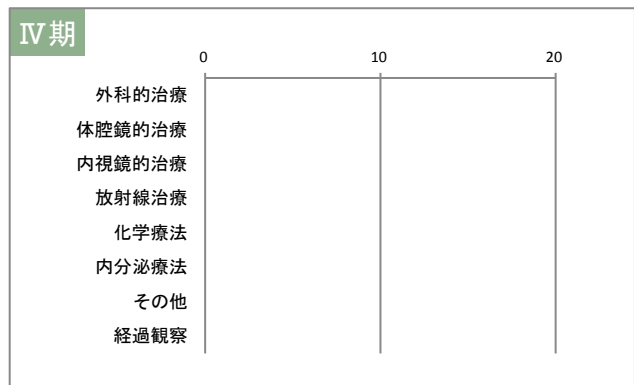 Ⅳ期
0 10 20
外科的治療
体腔鏡的治療
内視鏡的治療
放射線治療
化学療法
内分泌療法
その他
経過観察